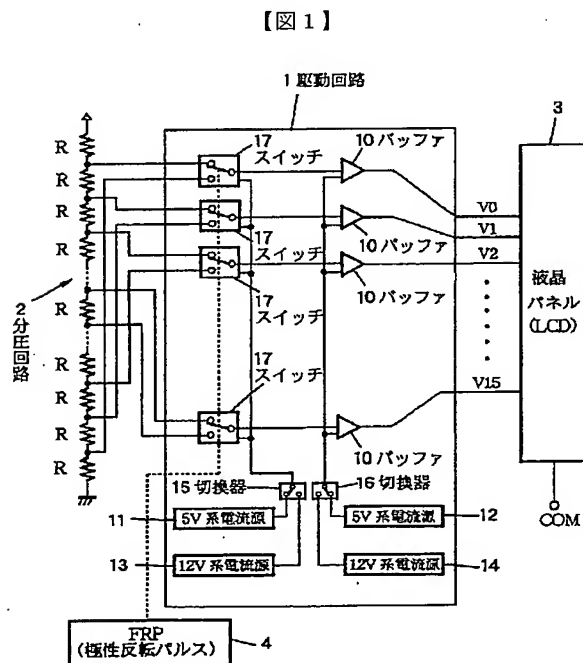 【図1】
1 駆動回路
3
R
R
R
R
R
R
R
R
R
2 分圧回路
17
スイッチ
17
スイッチ
17
スイッチ
17
スイッチ
10 バッファ
10 バッファ
10 バッファ
10 バッファ
V0
V1
V2
V15
液晶
パネル
(LCD)
COM
15 切換器
16 切換器
11
5V 系電流源
5V 系電流源
12
13
12V 系電流源
12V 系電流源
14
FRP
(極性反転パルス)
4